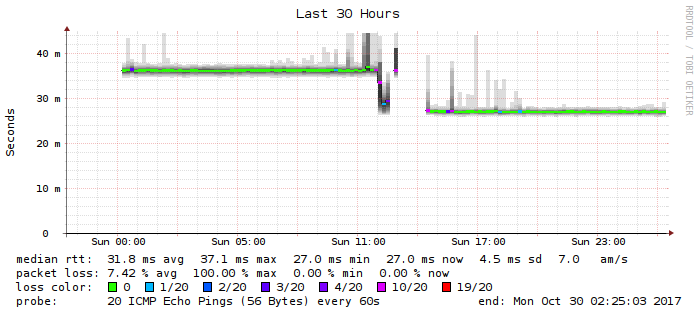 Last 30 Hours
RRDTOOL / TOBI OETIKER
Seconds
40 m
30 m
20 m
10 m
0
Sun 00:00 Sun 05:00 Sun 11:00 Sun 17:00 Sun 23:00
median rtt: 31.8 ms avg 37.1 ms max 27.0 ms min 27.0 ms now 4.5 ms sd 7.0 am/s
packet loss: 7.42 % avg 100.00 % max 0.00 % min 0.00 % now
loss color: 0 1/20 2/20 3/20 4/20 10/20 19/20
probe: 20 ICMP Echo Pings (56 Bytes) every 60s end: Mon Oct 30 02:25:03 2017